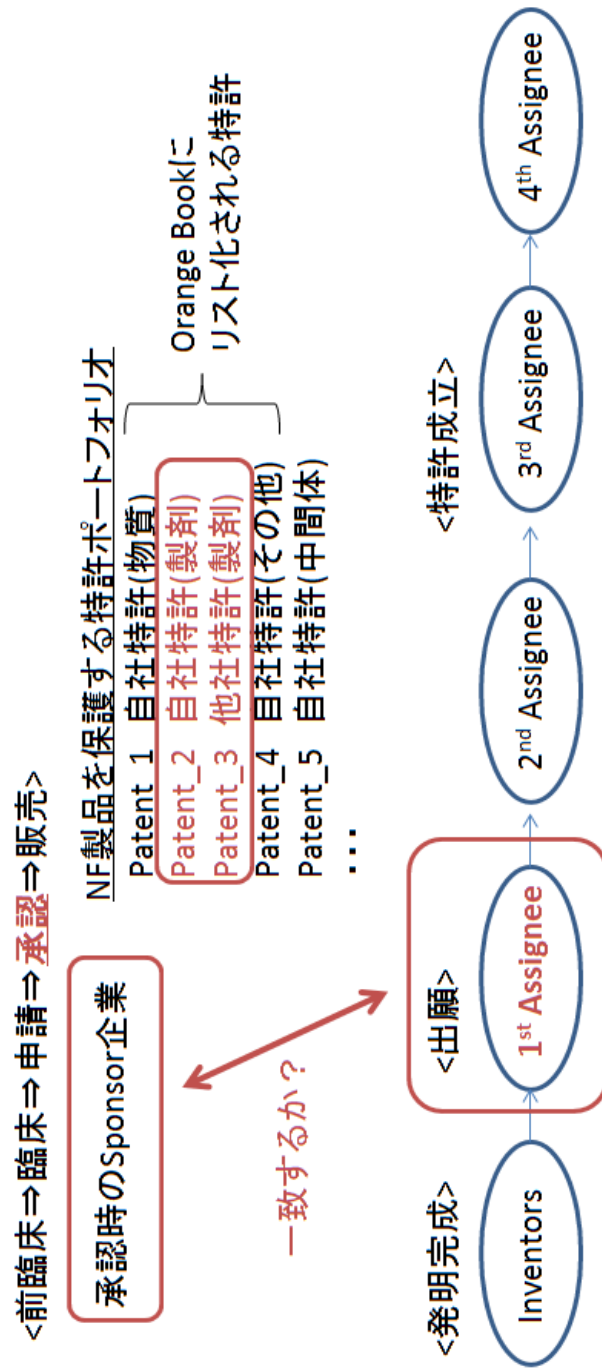 <前臨床⇒臨床⇒申請⇒承認⇒販売>
承認時のSponsor企業
NF製品を保護する特許ポートフォリオ
Patent_1 自社特許(物質)
Patent_2 自社特許(製剤)
Patent_3 他社特許(製剤)
Patent_4 自社特許(その他)
Patent_5 自社特許(中間体)
・・・
Orange Bookに
リスト化される特許
一致するか？
<発明完成>
<出願>
<特許成立>
Inventors
1st Assignee
2nd Assignee
3rd Assignee
4th Assignee